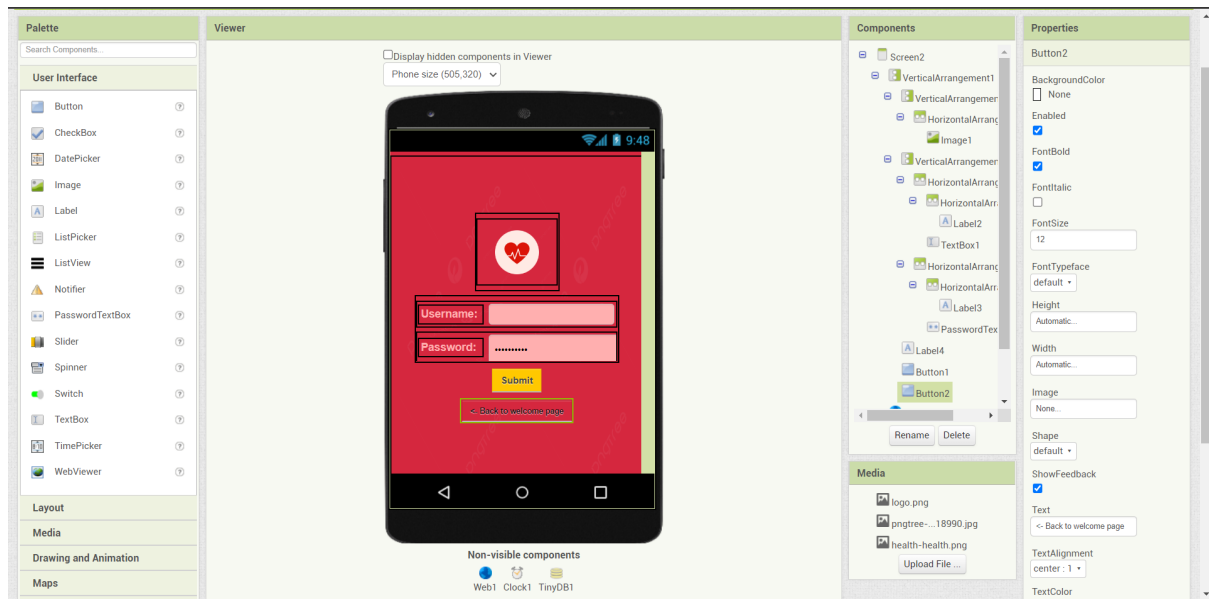 Palette
Search Components...
User Interface
Button
CheckBox
DatePicker
Image
Label
ListPicker
ListView
Notifier
PasswordTextBox
Slider
Spinner
Switch
TextBox
TimePicker
WebViewer
Layout
Media
Drawing and Animation
Maps
Viewer
Display hidden components in Viewer
Phone size (505,320)
9:48
Username:
Password:
Submit
<- Back to welcome page
Non-visible components
Web1 Clock1 TinyDB1
Components
Screen2
VerticalArrangement1
VerticalArrangemer
HorizontalArrang
Image1
VerticalArrangemer
HorizontalArrang
HorizontalArr
Label2
TextBox1
HorizontalArrang
HorizontalArr
Label3
PasswordTex
Label4
Button1
Button2
Rename Delete
Media
logo.png
pngtree-...18990.jpg
health-health.png
Upload File ...
Properties
Button2
BackgroundColor
None
Enabled
FontBold
FontItalic
FontSize
12
FontTypeface
default
Height
Automatic...
Width
Automatic...
Image
None...
Shape
default
ShowFeedback
Text
<- Back to welcome page
TextAlignment
center : 1
TextColor